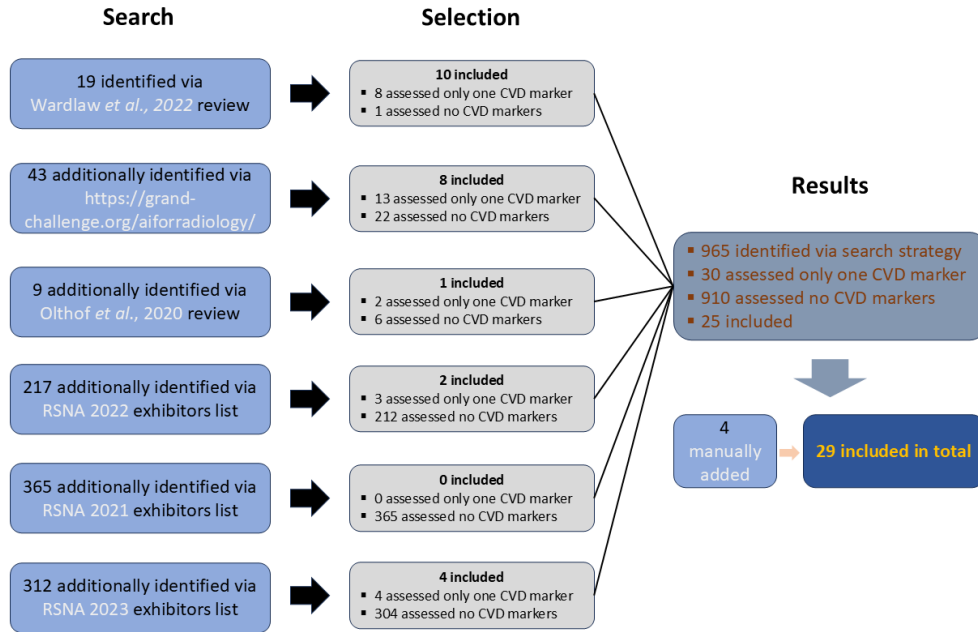 Search
Selection
19 identified via
Wardlaw et al., 2022 review
10 included
▪ 8 assessed only one CVD marker
▪ 1 assessed no CVD markers
43 additionally identified via
https://grand-
challenge.org/aiforradiology/
8 included
▪ 13 assessed only one CVD marker
▪ 22 assessed no CVD markers
9 additionally identified via
Olthof et al., 2020 review
1 included
▪ 2 assessed only one CVD marker
▪ 6 assessed no CVD markers
217 additionally identified via
RSNA 2022 exhibitors list
2 included
▪ 3 assessed only one CVD marker
▪ 212 assessed no CVD markers
365 additionally identified via
RSNA 2021 exhibitors list
0 included
▪ 0 assessed only one CVD marker
▪ 365 assessed no CVD markers
312 additionally identified via
RSNA 2023 exhibitors list
4 included
▪ 4 assessed only one CVD marker
▪ 304 assessed no CVD markers
Results
▪ 965 identified via search strategy
▪ 30 assessed only one CVD marker
▪ 910 assessed no CVD markers
▪ 25 included
4
manually
added
29 included in total